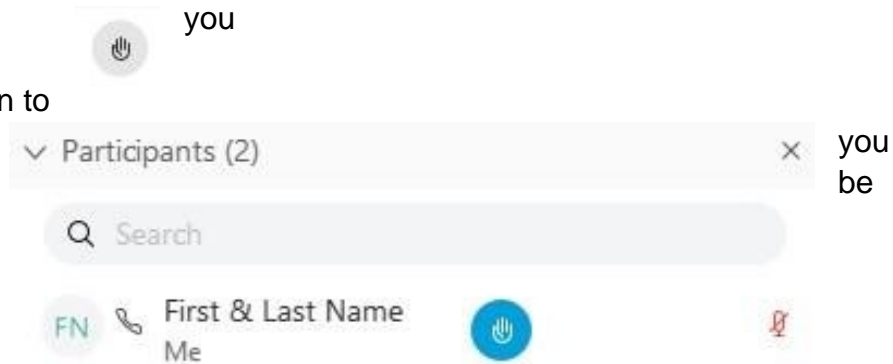 you
n to
Participants (2)
you
be
Search
FN First & Last Name
Me